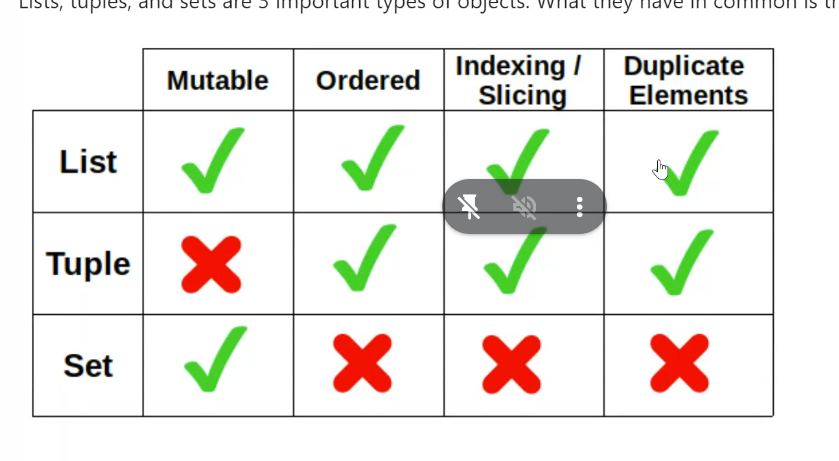 Lists, tuples, and sets are 3 important types of objects. What they have in common is
Mutable
Ordered
Indexing /
Slicing
Duplicate
Elements
List
Tuple
Set